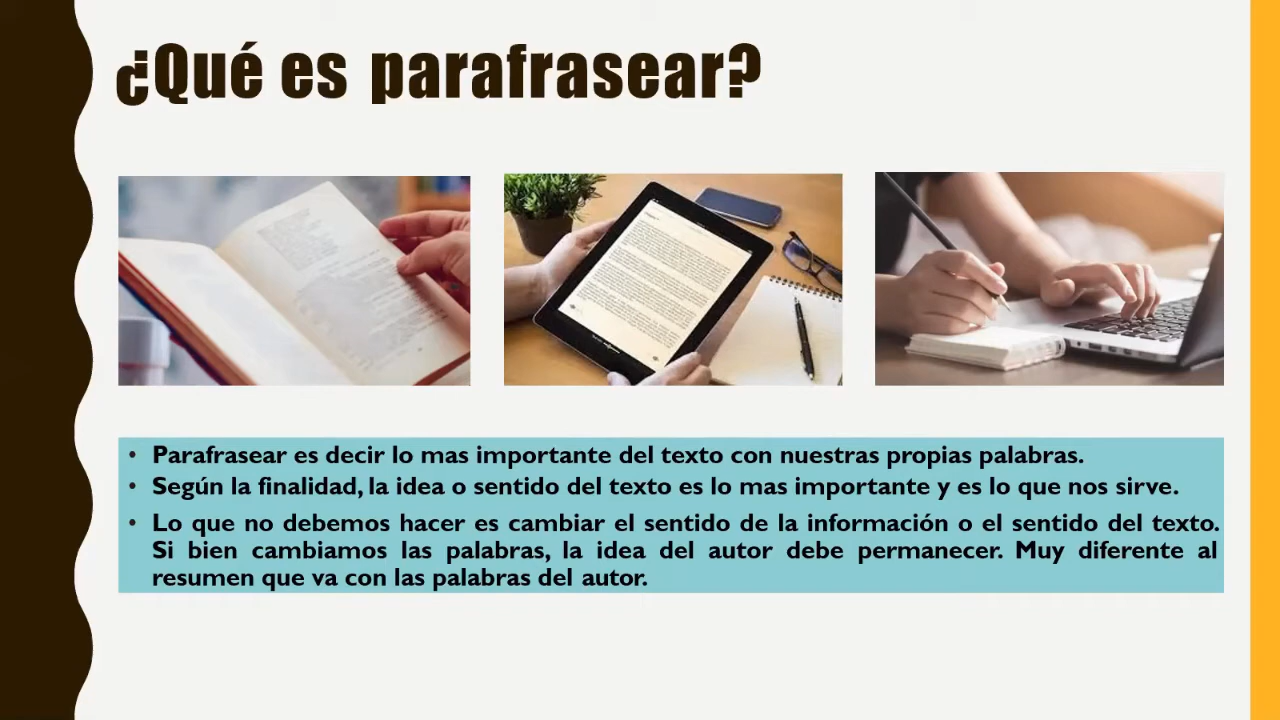 ¿Qué es parafrasear?
• Parafrasear es decir lo mas importante del texto con nuestras propias palabras.
• Según la finalidad, la idea o sentido del texto es lo mas importante y es lo que nos sirve.
• Lo que no debemos hacer es cambiar el sentido de la información o el sentido del texto.
Si bien cambiamos las palabras, la idea del autor debe permanecer. Muy diferente al
resumen que va con las palabras del autor.